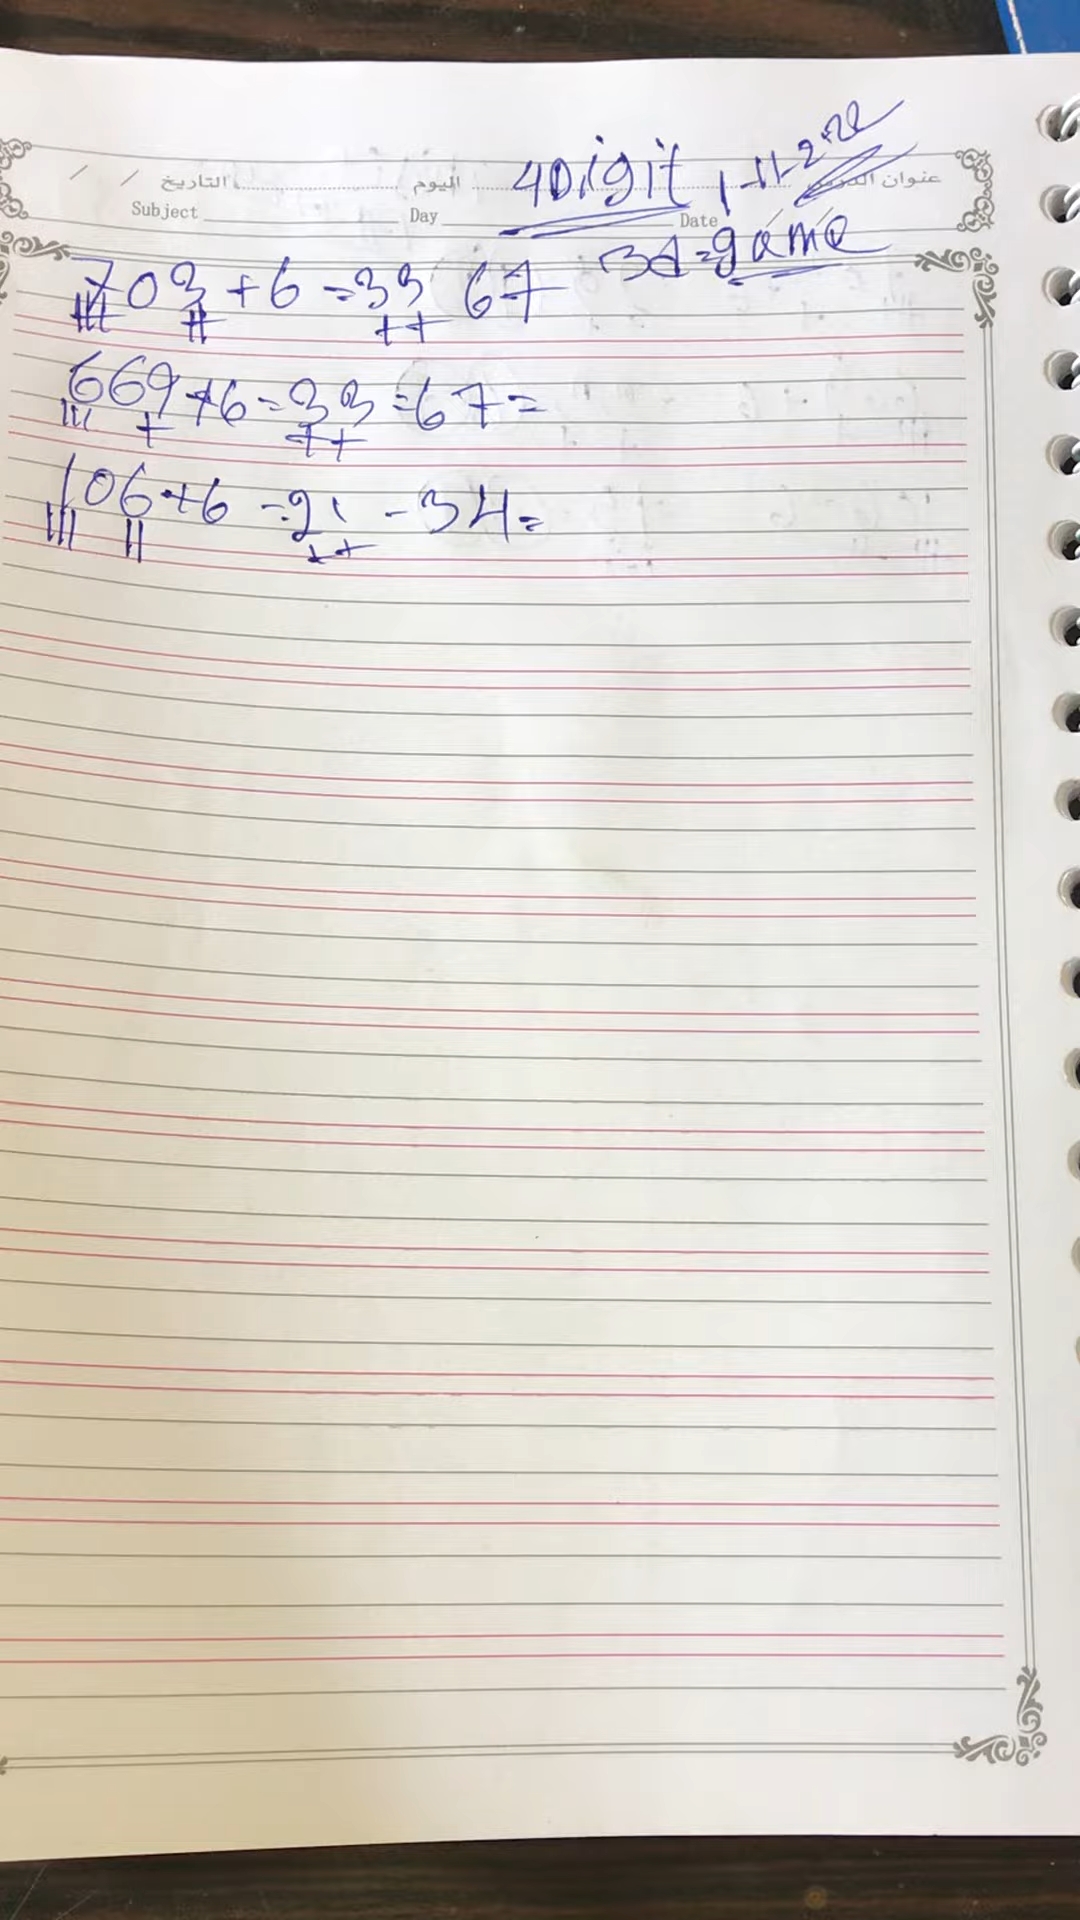 التاريخ / / اليوم 4Digit 1-11-2022 عنوان الدرس
Subject Day Date
3d=game
703+6=33 67
669+6=33=67=
106+6=21-34=